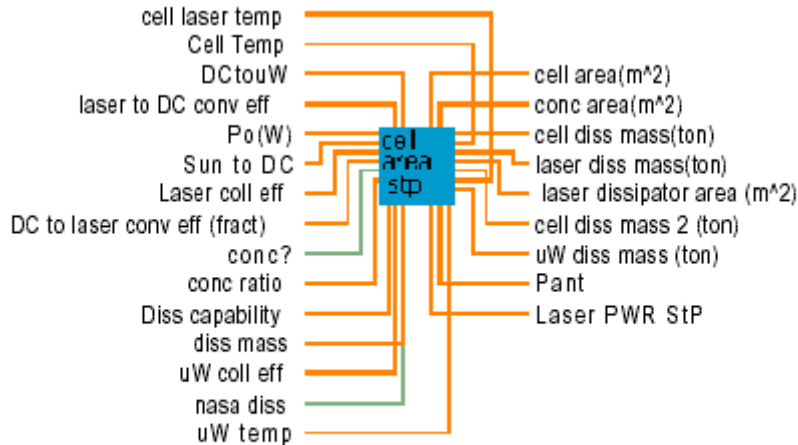 cell laser temp
Cell Temp
DCtouW
laser to DC conv eff
Po(W)
Sun to DC
Laser coll eff
DC to laser conv eff (fract)
conc?
conc ratio
Diss capability
diss mass
uW coll eff
nasa diss
uW temp
cell
area
stp
cell area(m^2)
conc area(m^2)
cell diss mass(ton)
laser diss mass(ton)
laser dissipator area (m^2)
cell diss mass 2 (ton)
uW diss mass (ton)
Pant
Laser PWR StP